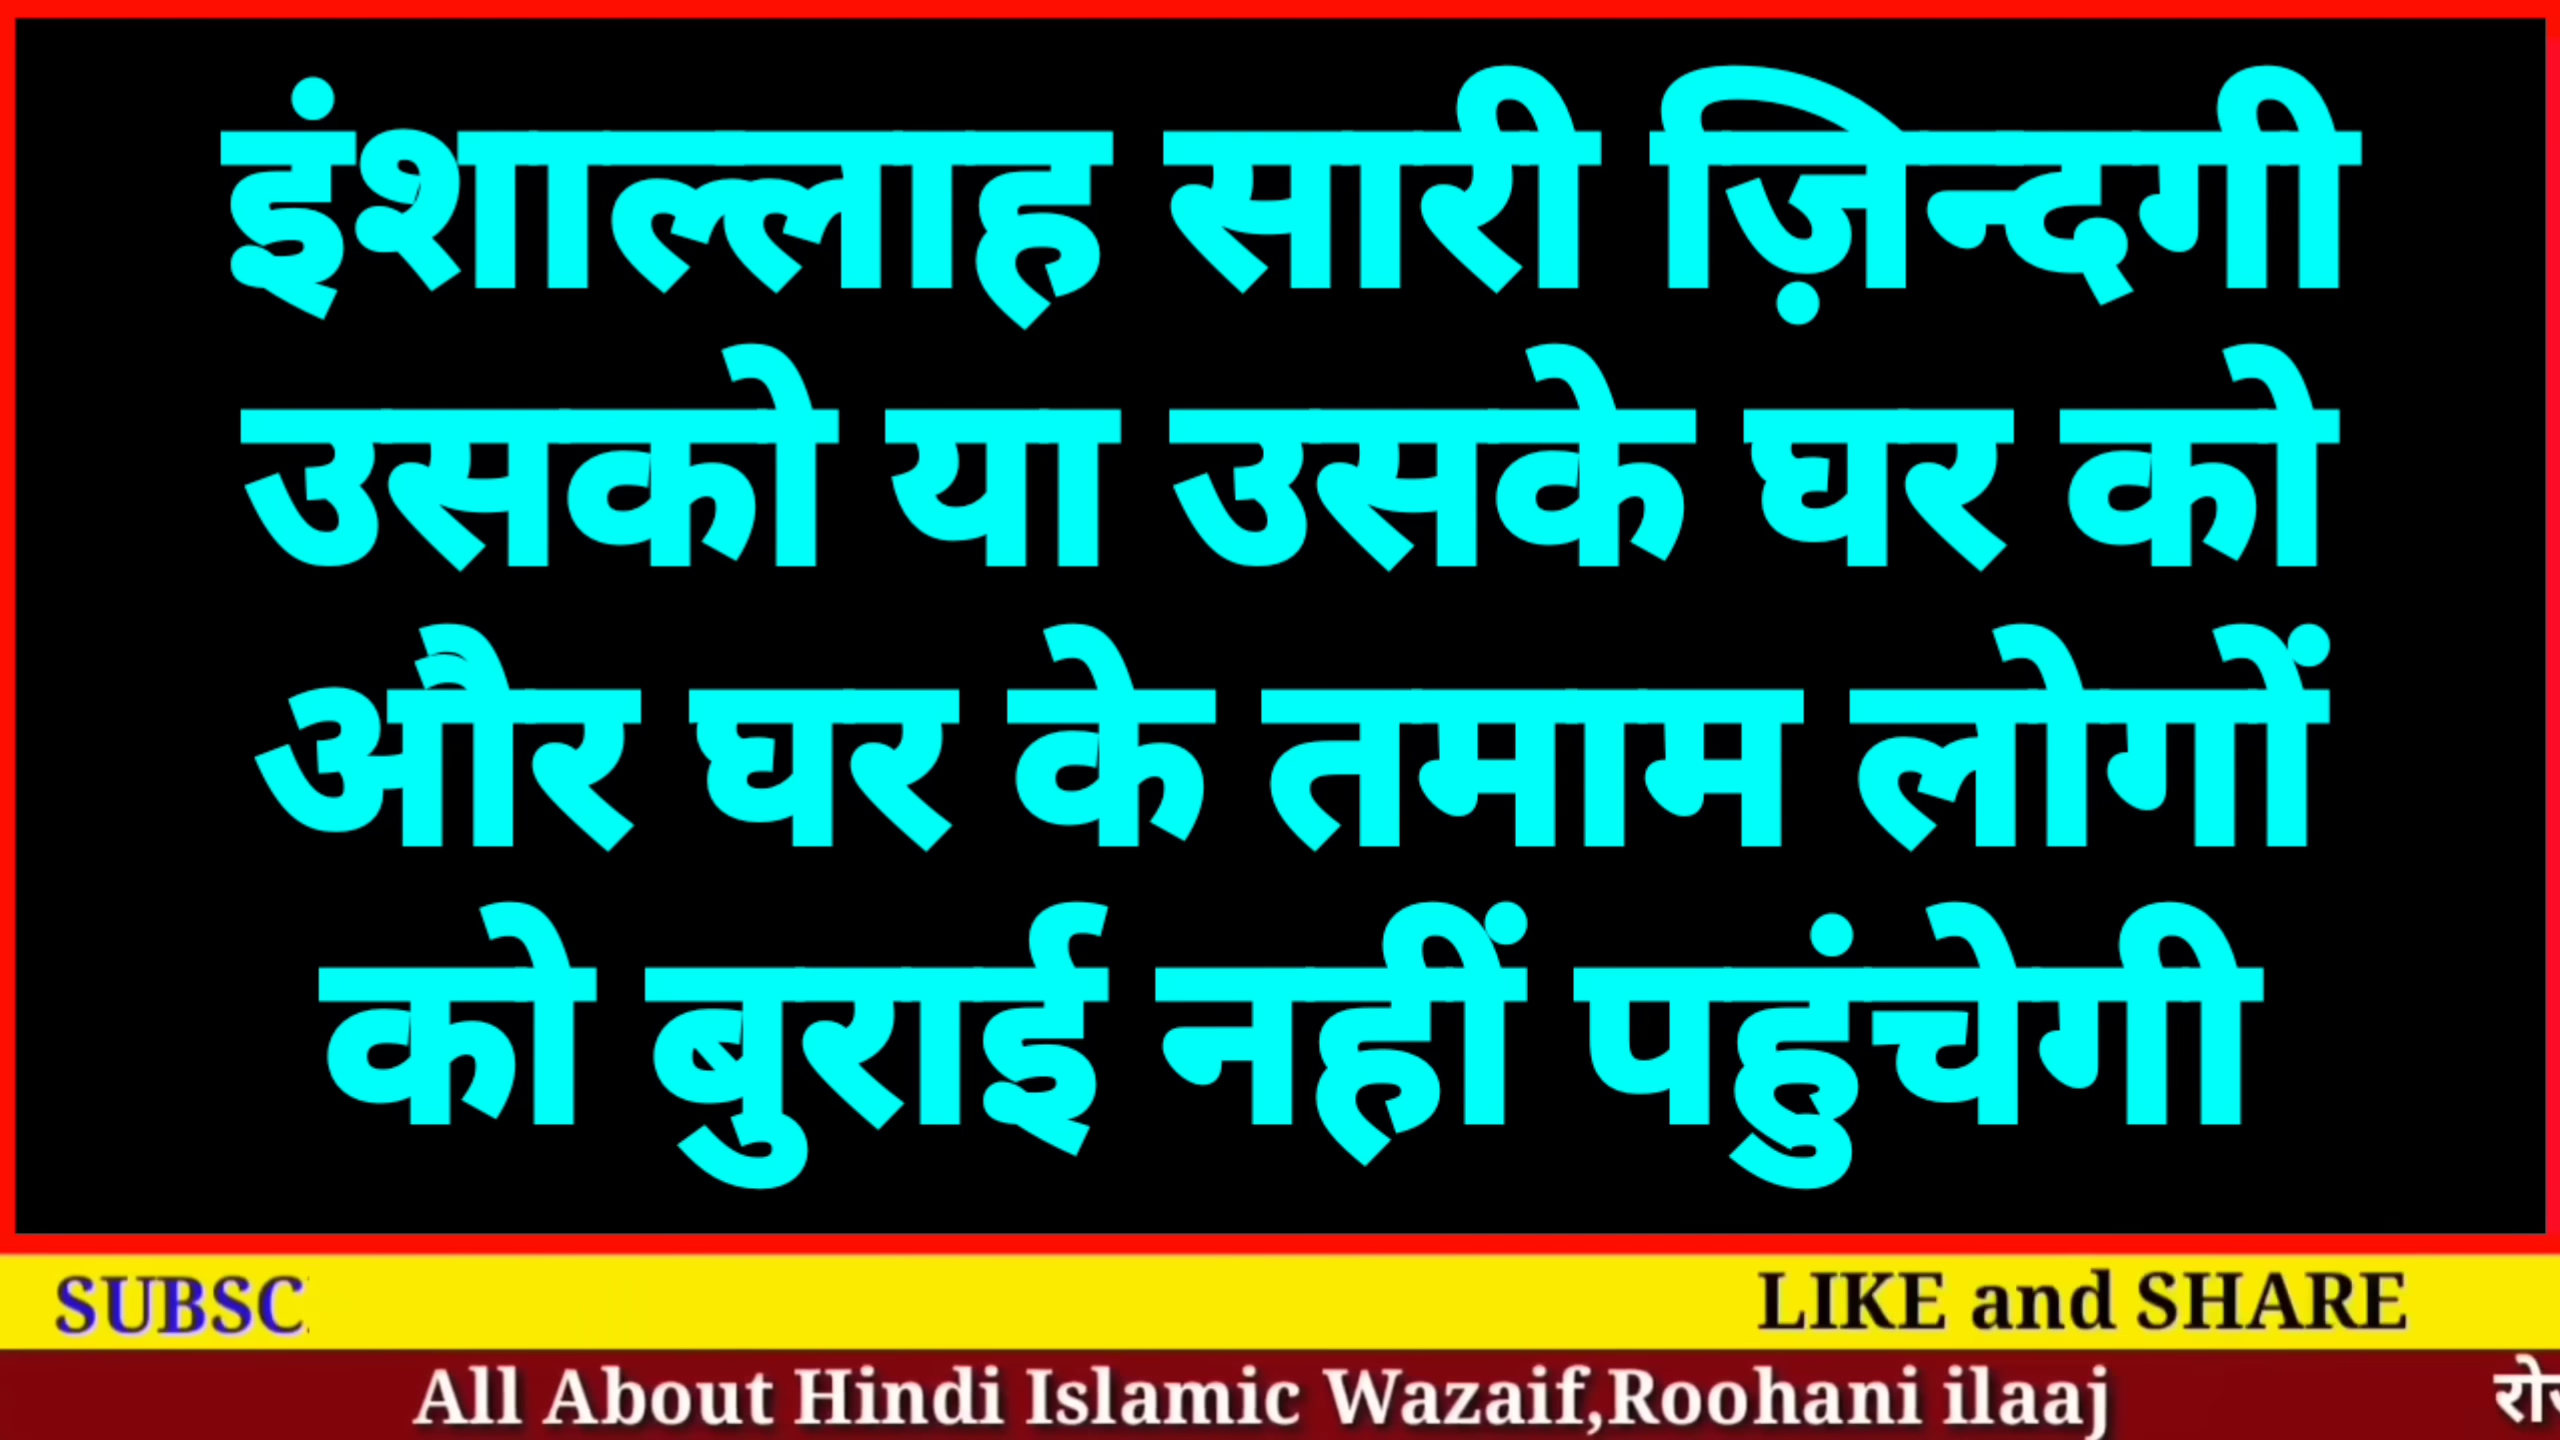 इंशाल्लाह सारी ज़िन्दगी
उसको या उसके घर को
और घर के तमाम लोगों
को बुराई नहीं पहुंचेगी
SUBSC
LIKE and SHARE
All About Hindi Islamic Wazaif,Roohani ilaaj